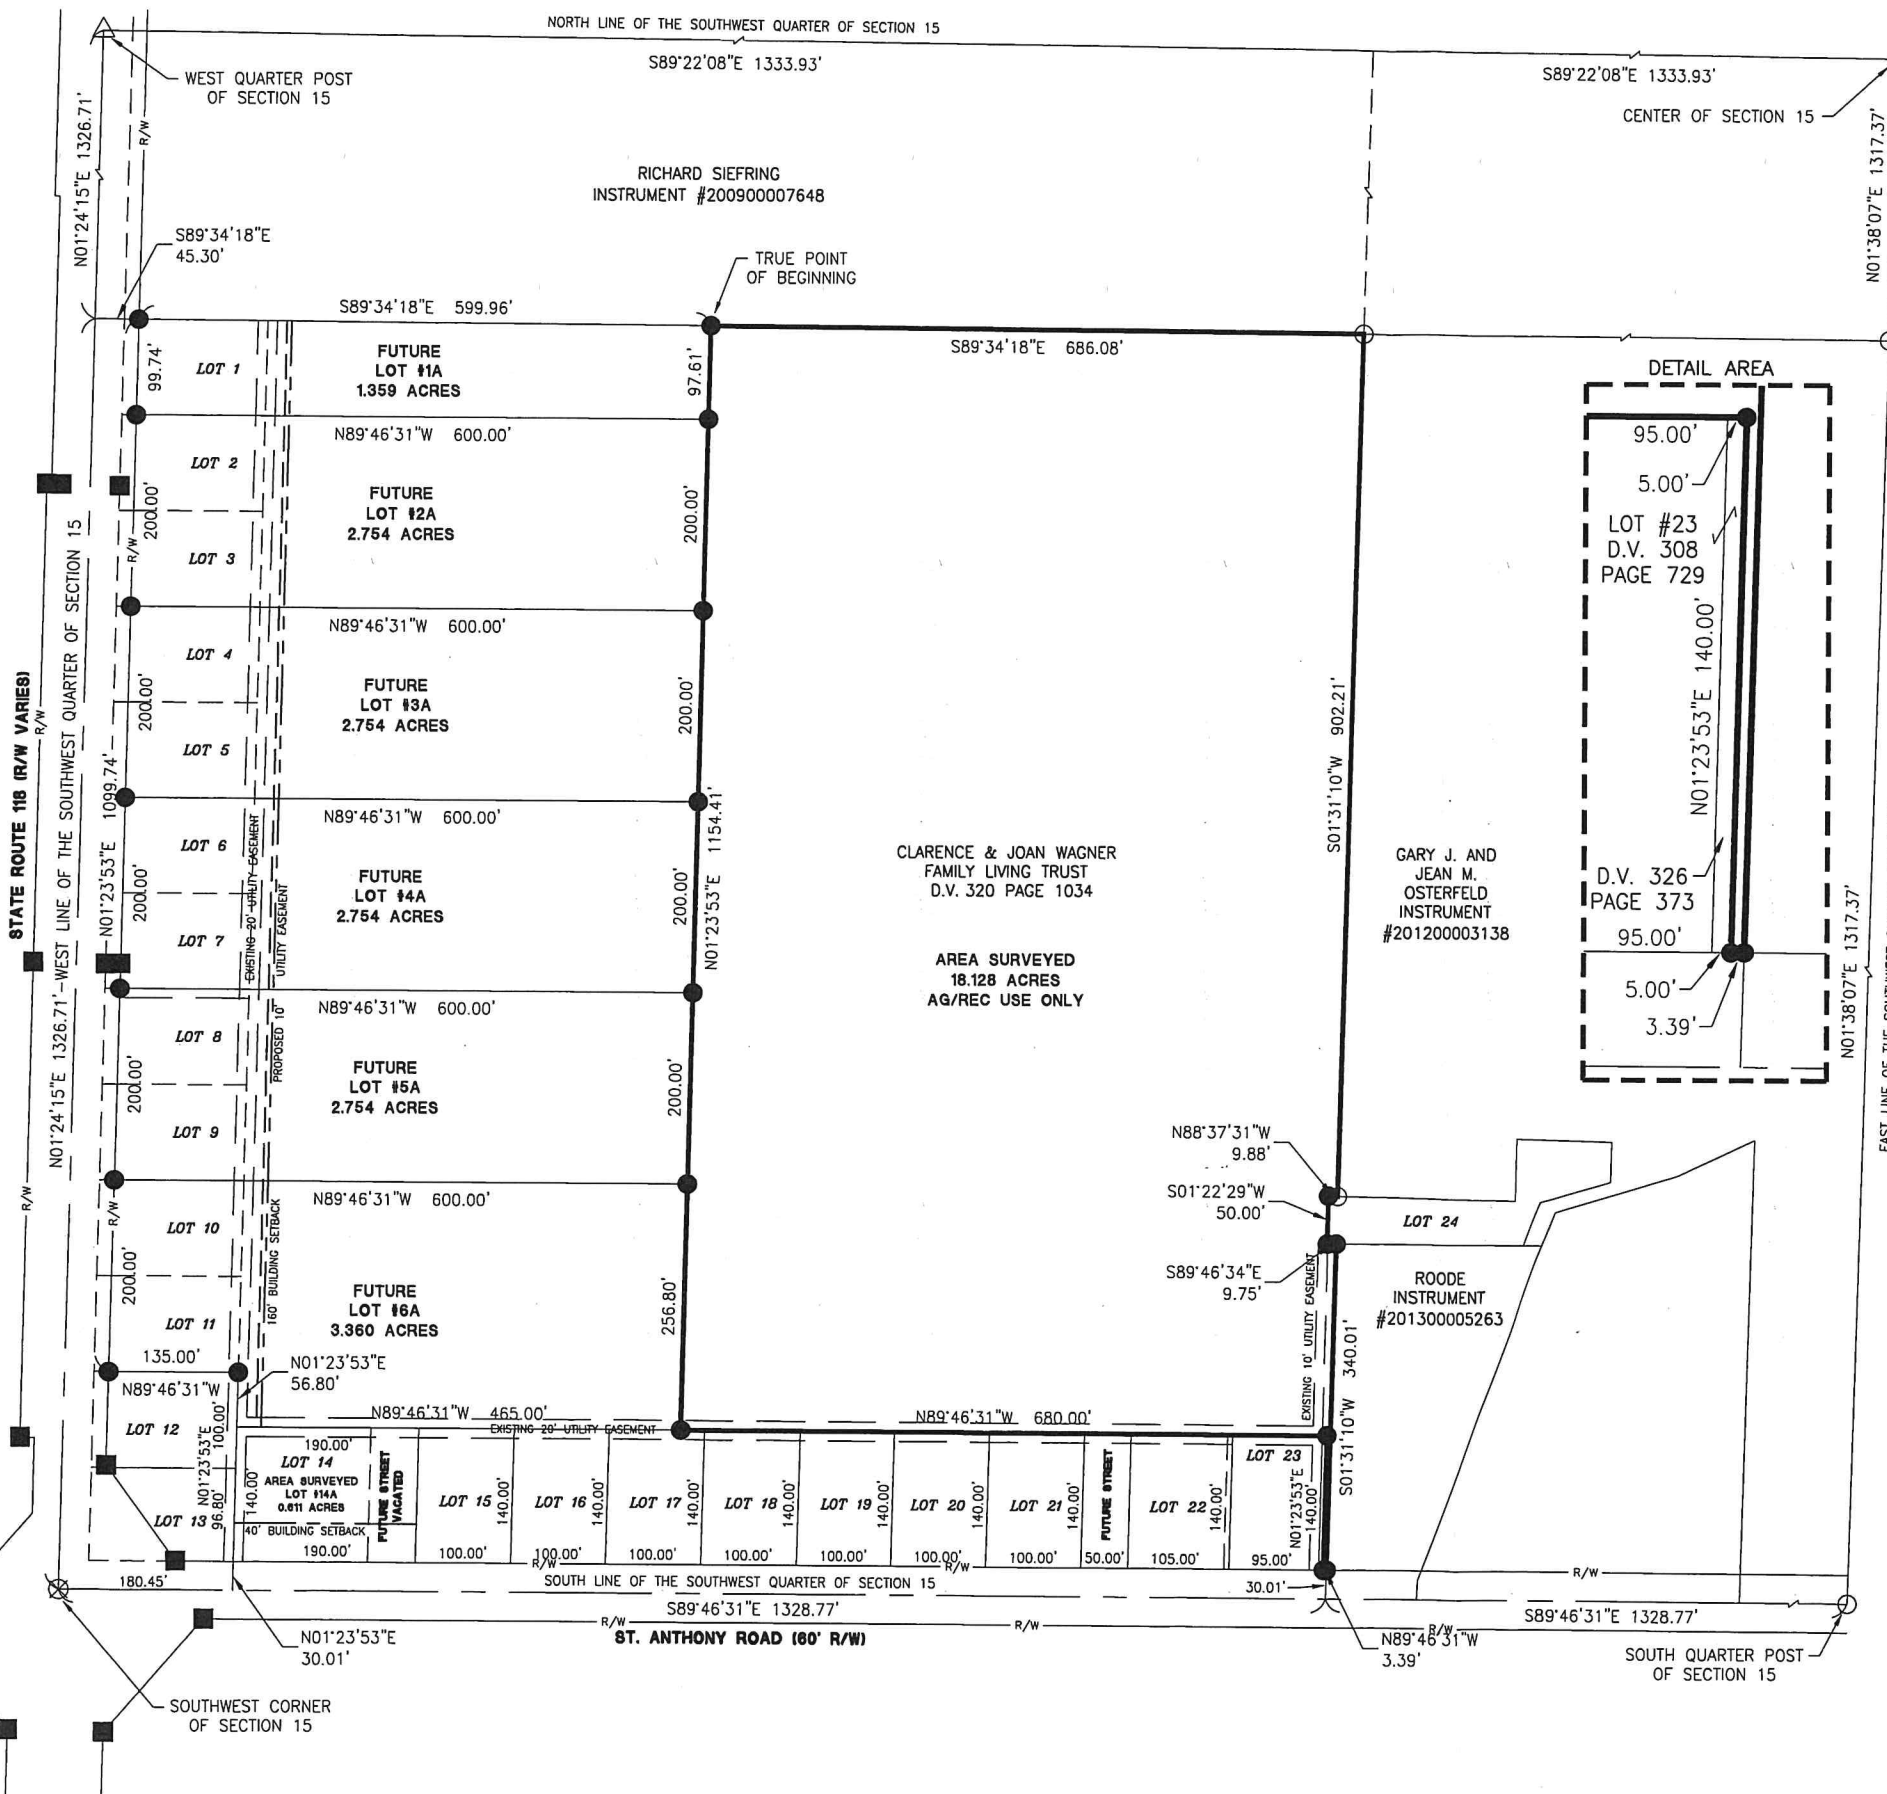 NORTH LINE OF THE SOUTHWEST QUARTER OF SECTION 15
S89°22'08"E 1333.93'
S89°22'08"E 1333.93'
WEST QUARTER POST
OF SECTION 15
CENTER OF SECTION 15
N01°24'15"E 1326.71'
R/W
N01°38'07"E 1317.37'
RICHARD SIEFRING
INSTRUMENT #200900007648
S89°34'18"E
45.30'
TRUE POINT
OF BEGINNING
S89°34'18"E 599.96'
S89°34'18"E 686.08'
99.74'
LOT 1
FUTURE
LOT #1A
1.359 ACRES
97.61'
N89°46'31"W 600.00'
LOT 2
200.00'
FUTURE
LOT #2A
2.754 ACRES
200.00'
R/W
LOT 3
N89°46'31"W 600.00'
LOT 4
200.00'
FUTURE
LOT #3A
2.754 ACRES
200.00'
LOT 5
N89°46'31"W 600.00'
LOT 6
200.00'
FUTURE
LOT #4A
2.754 ACRES
200.00'
LOT 7
N89°46'31"W 600.00'
LOT 8
200.00'
FUTURE
LOT #5A
2.754 ACRES
200.00'
LOT 9
N89°46'31"W 600.00'
LOT 10
200.00'
FUTURE
LOT #6A
3.360 ACRES
256.80'
LOT 11
R/W
STATE ROUTE 118 (R/W VARIES)
R/W
R/W
N01°24'15"E 1326.71'-WEST LINE OF THE SOUTHWEST QUARTER OF SECTION 15
N01°23'53"E 1099.74'
EXISTING 20' UTILITY EASEMENT
PROPOSED 10' UTILITY EASEMENT
160' BUILDING SETBACK
N01°23'53"E 1154.41'
CLARENCE & JOAN WAGNER
FAMILY LIVING TRUST
D.V. 320 PAGE 1034
AREA SURVEYED
18.128 ACRES
AG/REC USE ONLY
S01°31'10"W 902.21'
GARY J. AND
JEAN M.
OSTERFELD
INSTRUMENT
#201200003138
DETAIL AREA
95.00'
5.00'
LOT #23
D.V. 308
PAGE 729
N01°23'53"E 140.00'
D.V. 326
PAGE 373
95.00'
5.00'
3.39'
N01°38'07"E 1317.37'
N88°37'31"W
9.88'
S01°22'29"W
50.00'
LOT 24
S89°46'34"E
9.75'
ROODE
INSTRUMENT
#201300005263
EXISTING 10' UTILITY EASEMENT
S01°31'10"W 340.01'
135.00'
N89°46'31"W
N01°23'53"E
56.80'
LOT 12
N01°23'53"E
96.80' 100.00'
LOT 13
N89°46'31"W 465.00'
EXISTING 20' UTILITY EASEMENT
N89°46'31"W 680.00'
190.00'
LOT 14
AREA SURVEYED
LOT #14A
0.611 ACRES
140.00'
40' BUILDING SETBACK
190.00'
FUTURE STREET
VACATED
LOT 15
140.00'
LOT 16
140.00'
LOT 17
140.00'
LOT 18
140.00'
LOT 19
140.00'
LOT 20
140.00'
LOT 21
140.00'
FUTURE STREET
LOT 22
140.00'
LOT 23
N01°23'53"E
140.00'
100.00'
100.00'
100.00'
100.00'
100.00'
100.00'
100.00'
50.00'
105.00'
95.00'
R/W
R/W
R/W
180.45'
SOUTH LINE OF THE SOUTHWEST QUARTER OF SECTION 15
30.01'
S89°46'31"E 1328.77'
S89°46'31"E 1328.77'
R/W
R/W
R/W
ST. ANTHONY ROAD (60' R/W)
N01°23'53"E
30.01'
N89°46'31"W
3.39'
SOUTH QUARTER POST
OF SECTION 15
SOUTHWEST CORNER
OF SECTION 15